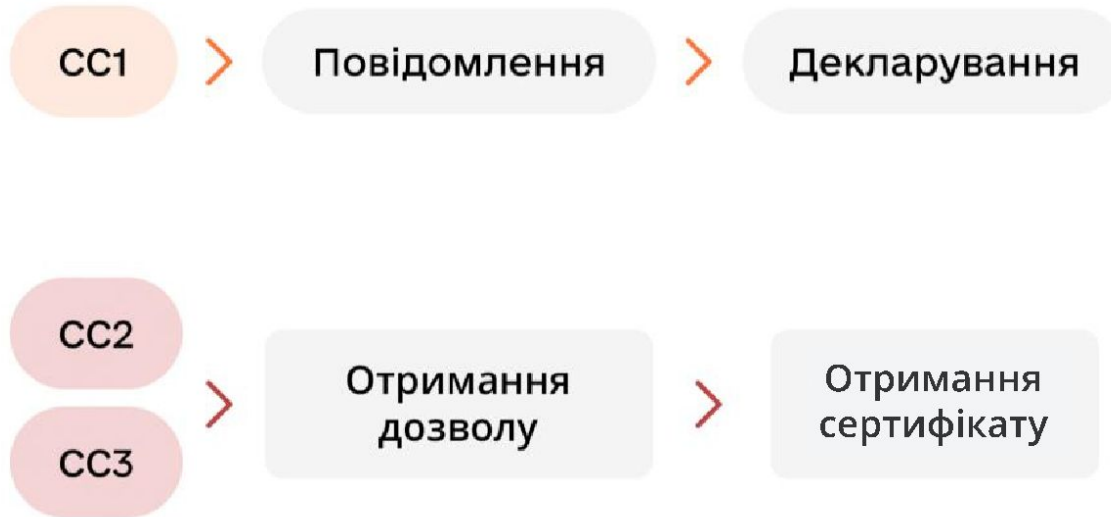 СС1
Повідомлення
Декларування
СС2
СС3
Отримання
дозволу
Отримання
сертифікату